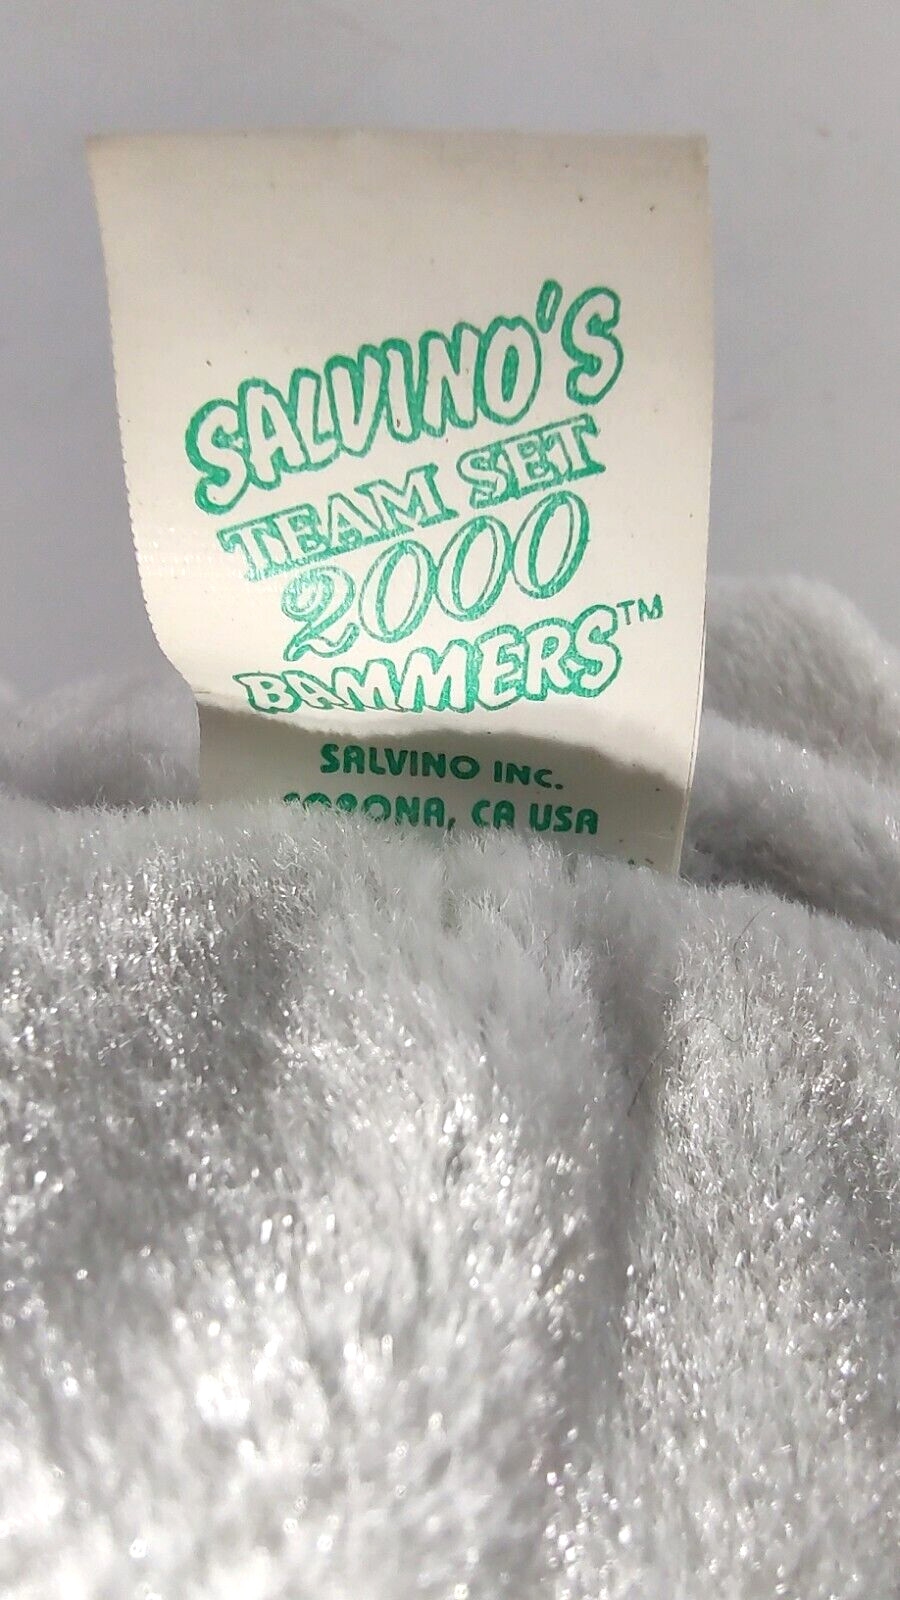 SALVINO'S
TEAM SET
2000
BAMMERS™
SALVINO INC.
CORONA, CA USA